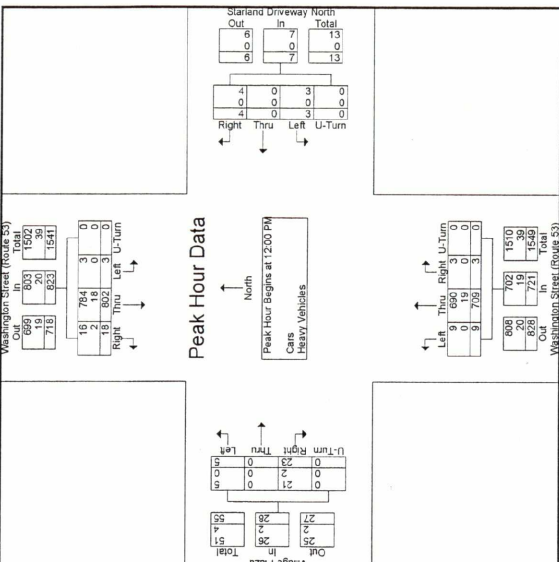 Starland Driveway North
Out In Total
6 7 13
0 0 0
6 7 13
4 0 3 0
0 0 0 0
4 0 3 0
Right Thru Left U-Turn
Washington Street (Route 53)
Out In Total
699 803 1502
19 20 39
718 823 1541
16 784 3 0
2 18 0 0
18 802 3 0
Right Thru Left U-Turn
Peak Hour Data
North
Peak Hour Begins at 12:00 PM
Cars
Heavy Vehicles
Left Thru Right U-Turn
9 690 3 0
0 19 0 0
9 709 3 0
Out In Total
808 702 1510
20 19 39
828 721 1549
Washington Street (Route 53)
Left Thru Right U-Turn
5 0 23 0
0 0 2 0
5 0 21 0
55 28 27
4 2 2
51 26 25
Total In Out